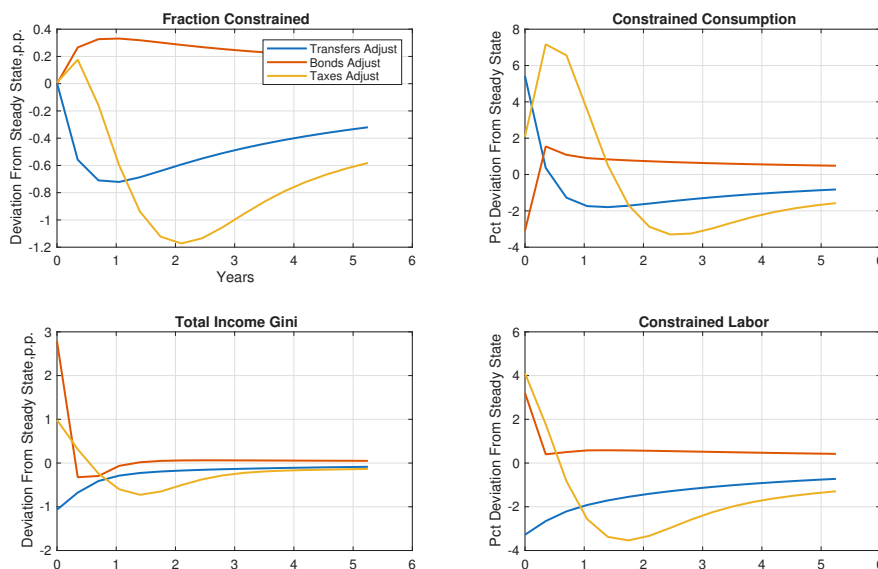 Fraction Constrained
Deviation From Steady State,p.p.
0.4
0.2
0
-0.2
-0.4
-0.6
-0.8
-1
-1.2
0 1 2 3 4 5 6
Years
Transfers Adjust
Bonds Adjust
Taxes Adjust
Constrained Consumption
Pct Deviation From Steady State
8
6
4
2
0
-2
-4
0 1 2 3 4 5 6
Total Income Gini
Deviation From Steady State,p.p.
3
2
1
0
-1
-2
0 1 2 3 4 5 6
Constrained Labor
Pct Deviation From Steady State
6
4
2
0
-2
-4
0 1 2 3 4 5 6